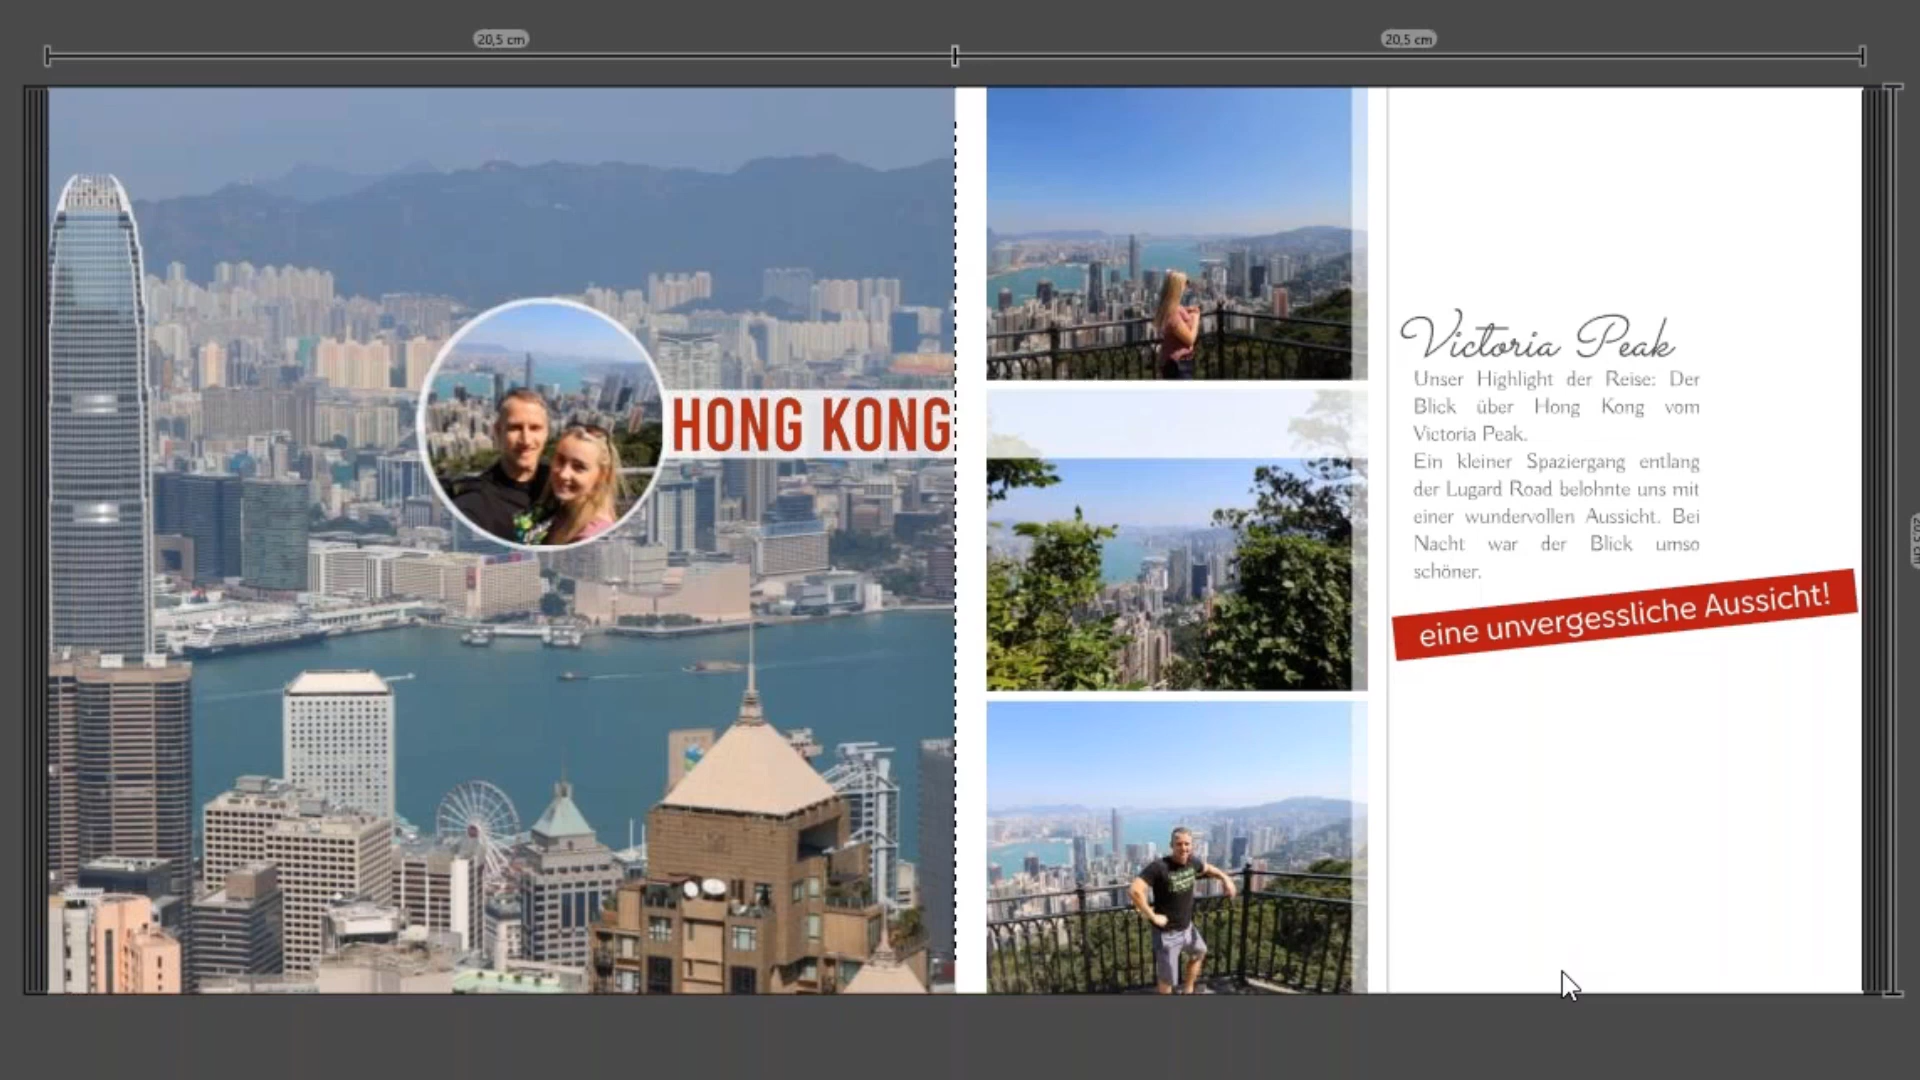 20,5 cm
20,5 cm
HONG KONG
Victoria Peak
Unser Highlight der Reise: Der
Blick über Hong Kong vom
Victoria Peak.
Ein kleiner Spaziergang entlang
der Lugard Road belohnte uns mit
einer wundervollen Aussicht. Bei
Nacht war der Blick umso
schöner.
eine unvergessliche Aussicht!